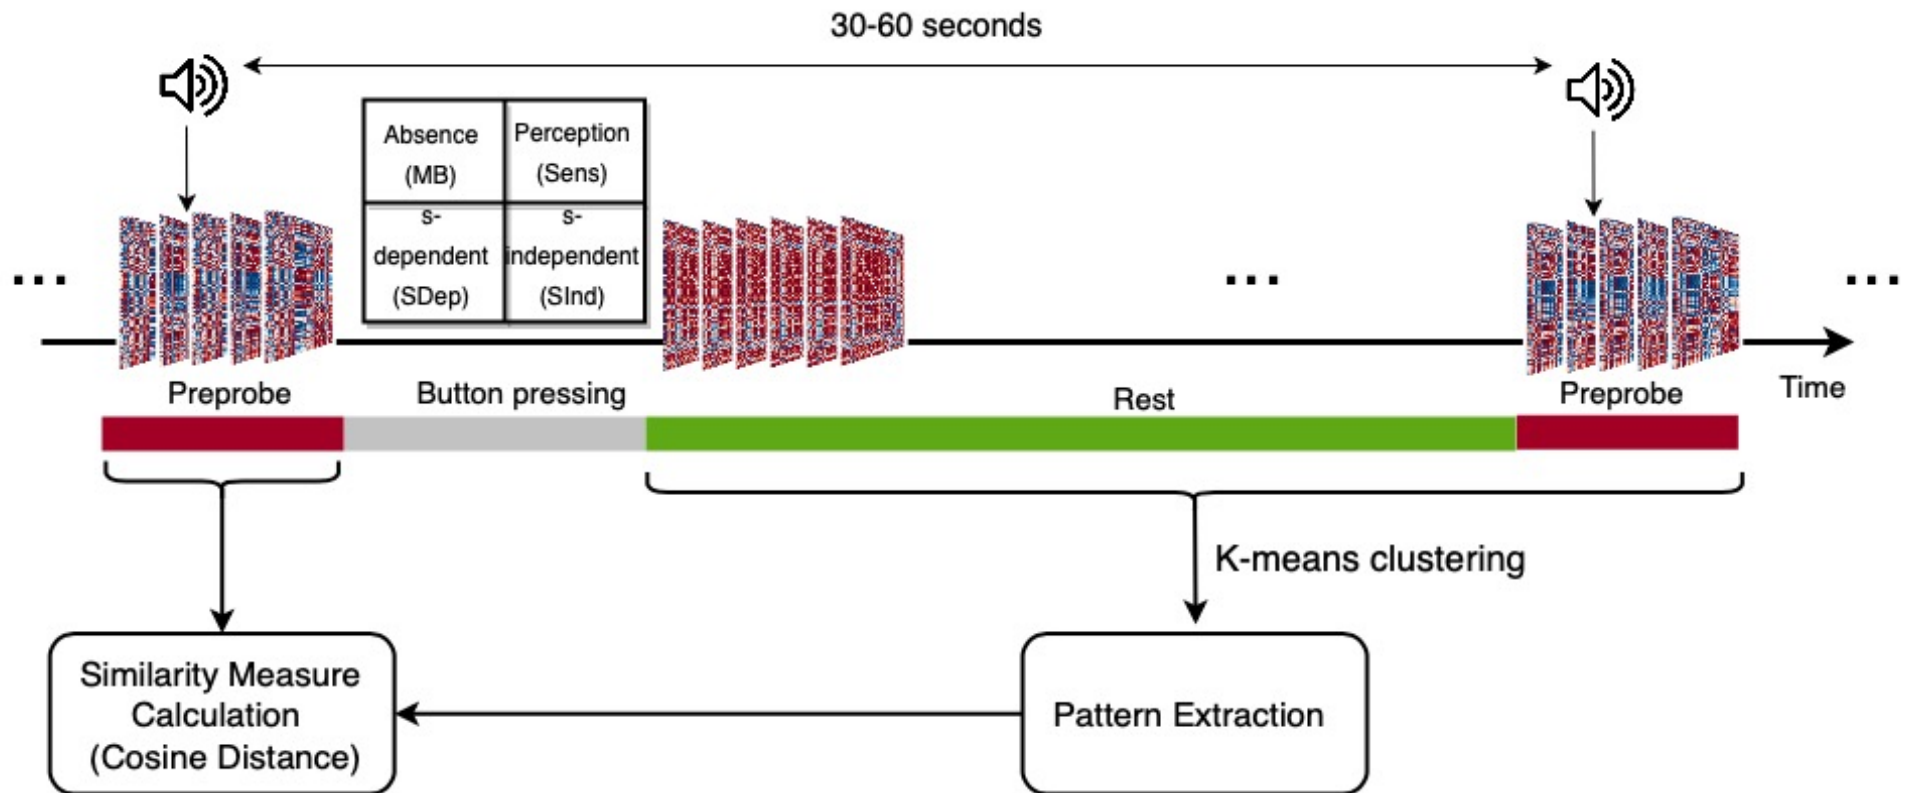 30-60 seconds
Absence
(MB)
Perception
(Sens)
s-
dependent
(SDep)
s-
independent
(SInd)
...
...
...
Preprobe
Button pressing
Rest
Preprobe
Time
K-means clustering
Similarity Measure
Calculation
(Cosine Distance)
Pattern Extraction